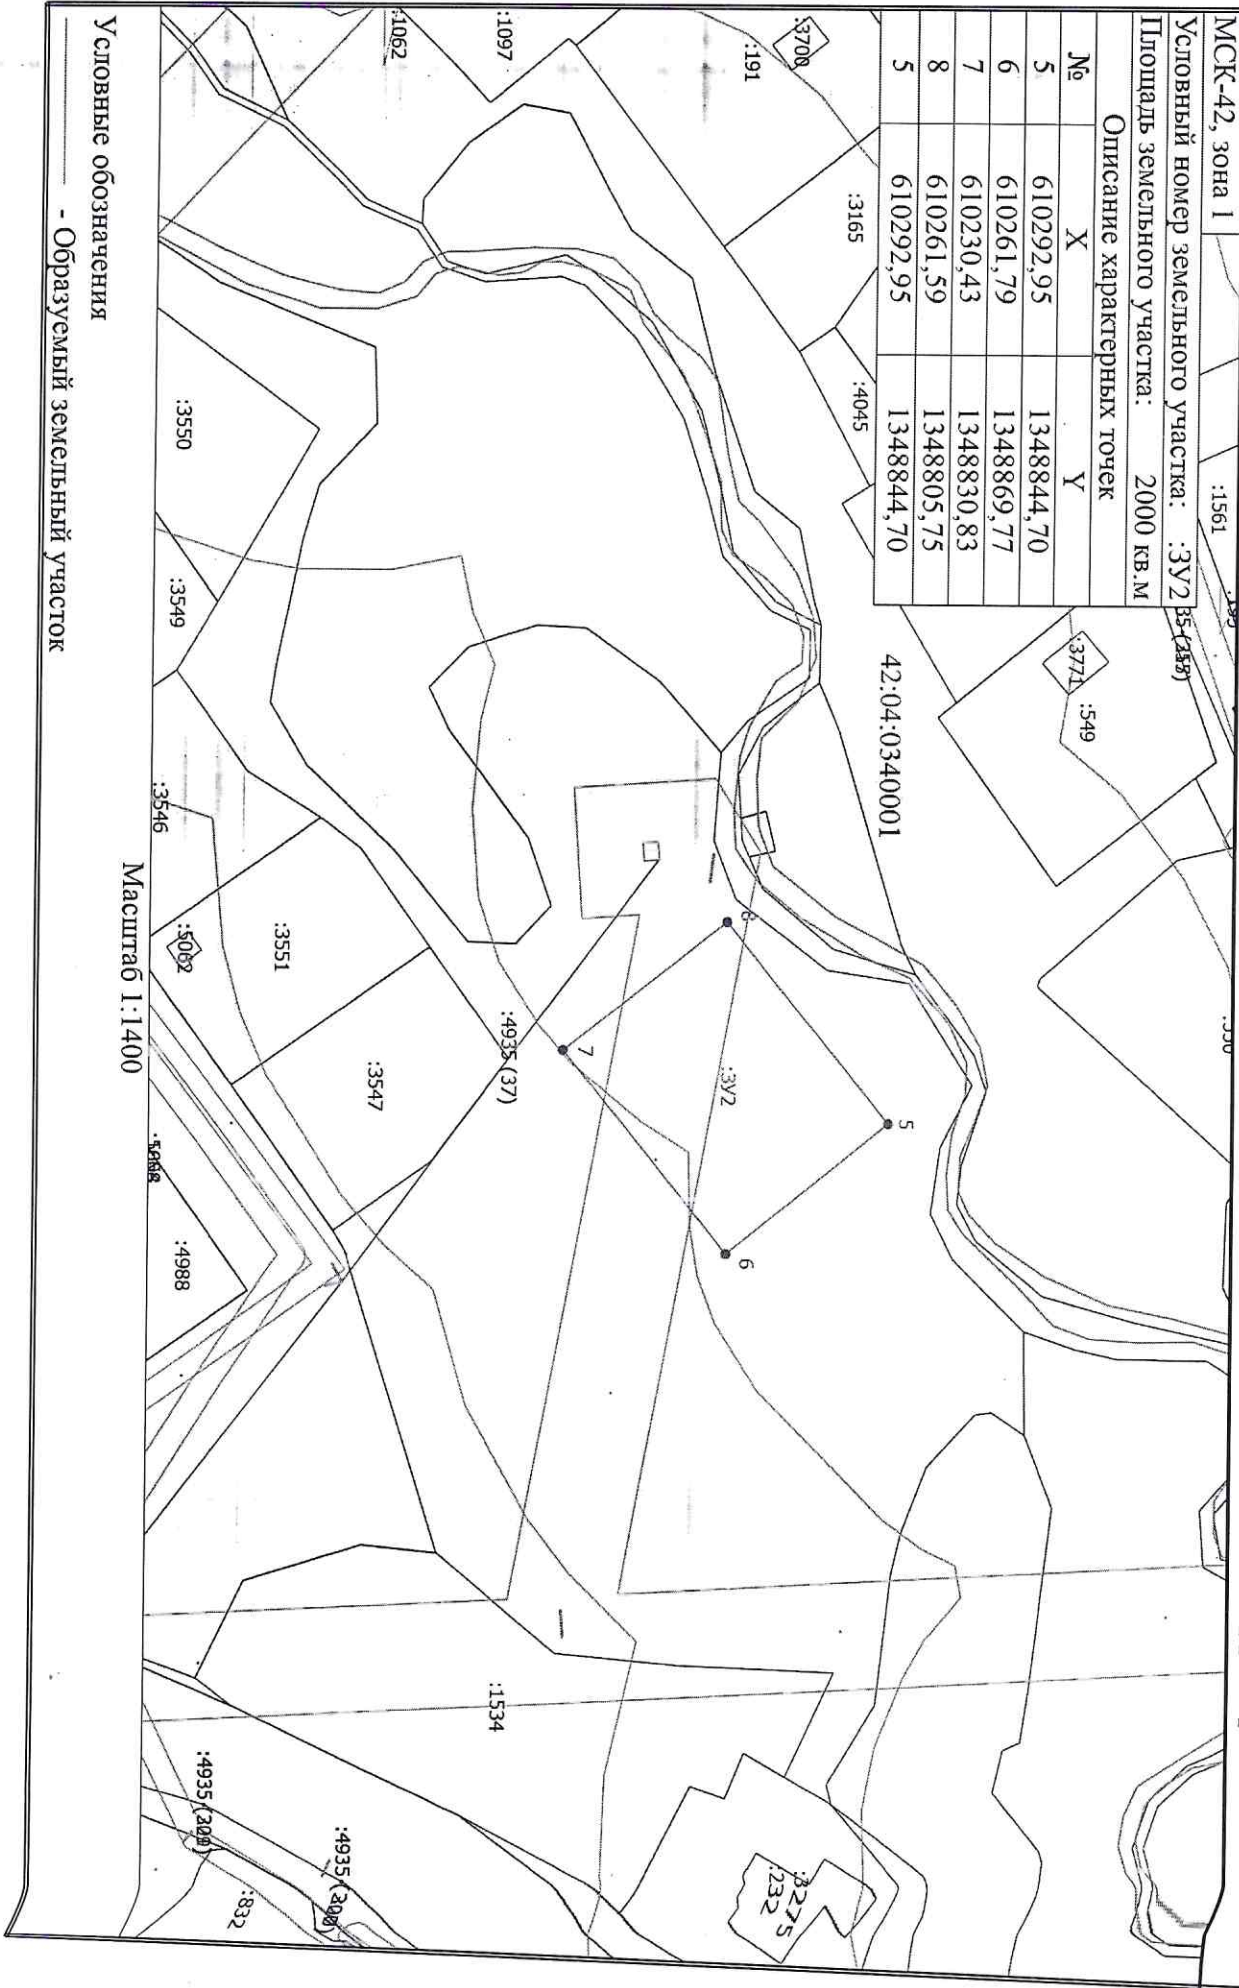 МСК-42, зона 1
Условный номер земельного участка: :ЗУ2
Площадь земельного участка: 2000 кв.м
Описание характерных точек
№ X Y
5 610292,95 1348844,70
6 610261,79 1348869,77
7 610230,43 1348830,83
8 610261,59 1348805,75
5 610292,95 1348844,70
:1561
:3771
:549
:3700
:191
:1097
:1062
:3165
:4045
42:04:0340001
5
8
:ЗУ2
6
7
:4935 (37)
:3550
:3549
:3546
:3551
:5062
:3547
:4988
:1534
:3275
:232
:832
Масштаб 1:1400
Условные обозначения
- Образуемый земельный участок